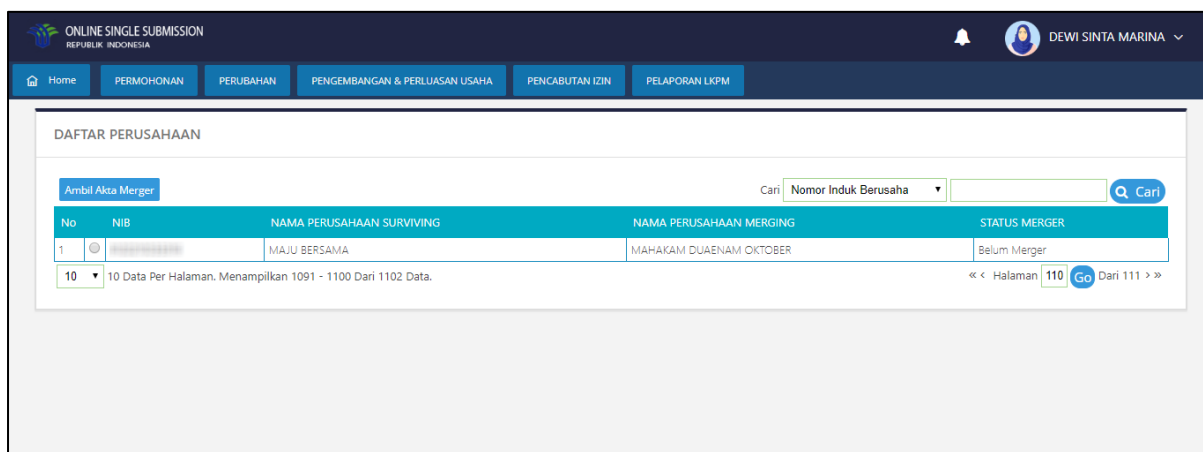 ONLINE SINGLE SUBMISSION
REPUBLIK INDONESIA
DEWI SINTA MARINA
Home PERMOHONAN PERUBAHAN PENGEMBANGAN & PERLUASAN USAHA PENCABUTAN IZIN PELAPORAN LKPM
DAFTAR PERUSAHAAN
Ambil Akta Merger Cari Nomor Induk Berusaha Cari
No NIB NAMA PERUSAHAAN SURVIVING NAMA PERUSAHAAN MERGING STATUS MERGER
1 MAJU BERSAMA MAHAKAM DUAENAM OKTOBER Belum Merger
10 10 Data Per Halaman. Menampilkan 1091 - 1100 Dari 1102 Data. « < Halaman 110 Go Dari 111 > »